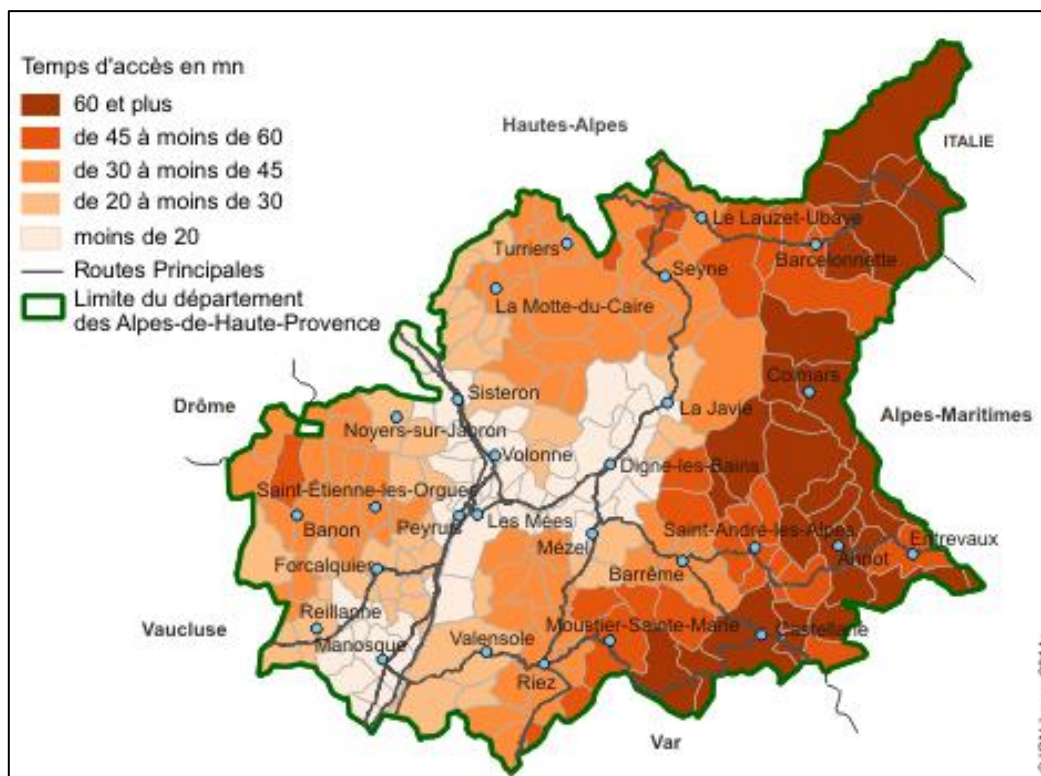 Temps d'accès en mn
60 et plus
de 45 à moins de 60
de 30 à moins de 45
de 20 à moins de 30
moins de 20
Routes Principales
Limite du département
des Alpes-de-Haute-Provence
Hautes-Alpes
ITALIE
Le Lauzet-Ubaye
Turriers
Barcelonnette
Seyne
La Motte-du-Caire
Colmars
Sisteron
La Javie
Drôme
Alpes-Maritimes
Noyers-sur-Jabron
Volonne
Digne-les-Bains
Saint-Étienne-les-Orgues
Banon
Peyruis
Les Mées
Saint-André-les-Alpes
Entrevaux
Mézel
Annot
Forcalquier
Barrême
Reillanne
Vaucluse
Valensole
Moustier-Sainte-Marie
Castellane
Manosque
Riez
Var